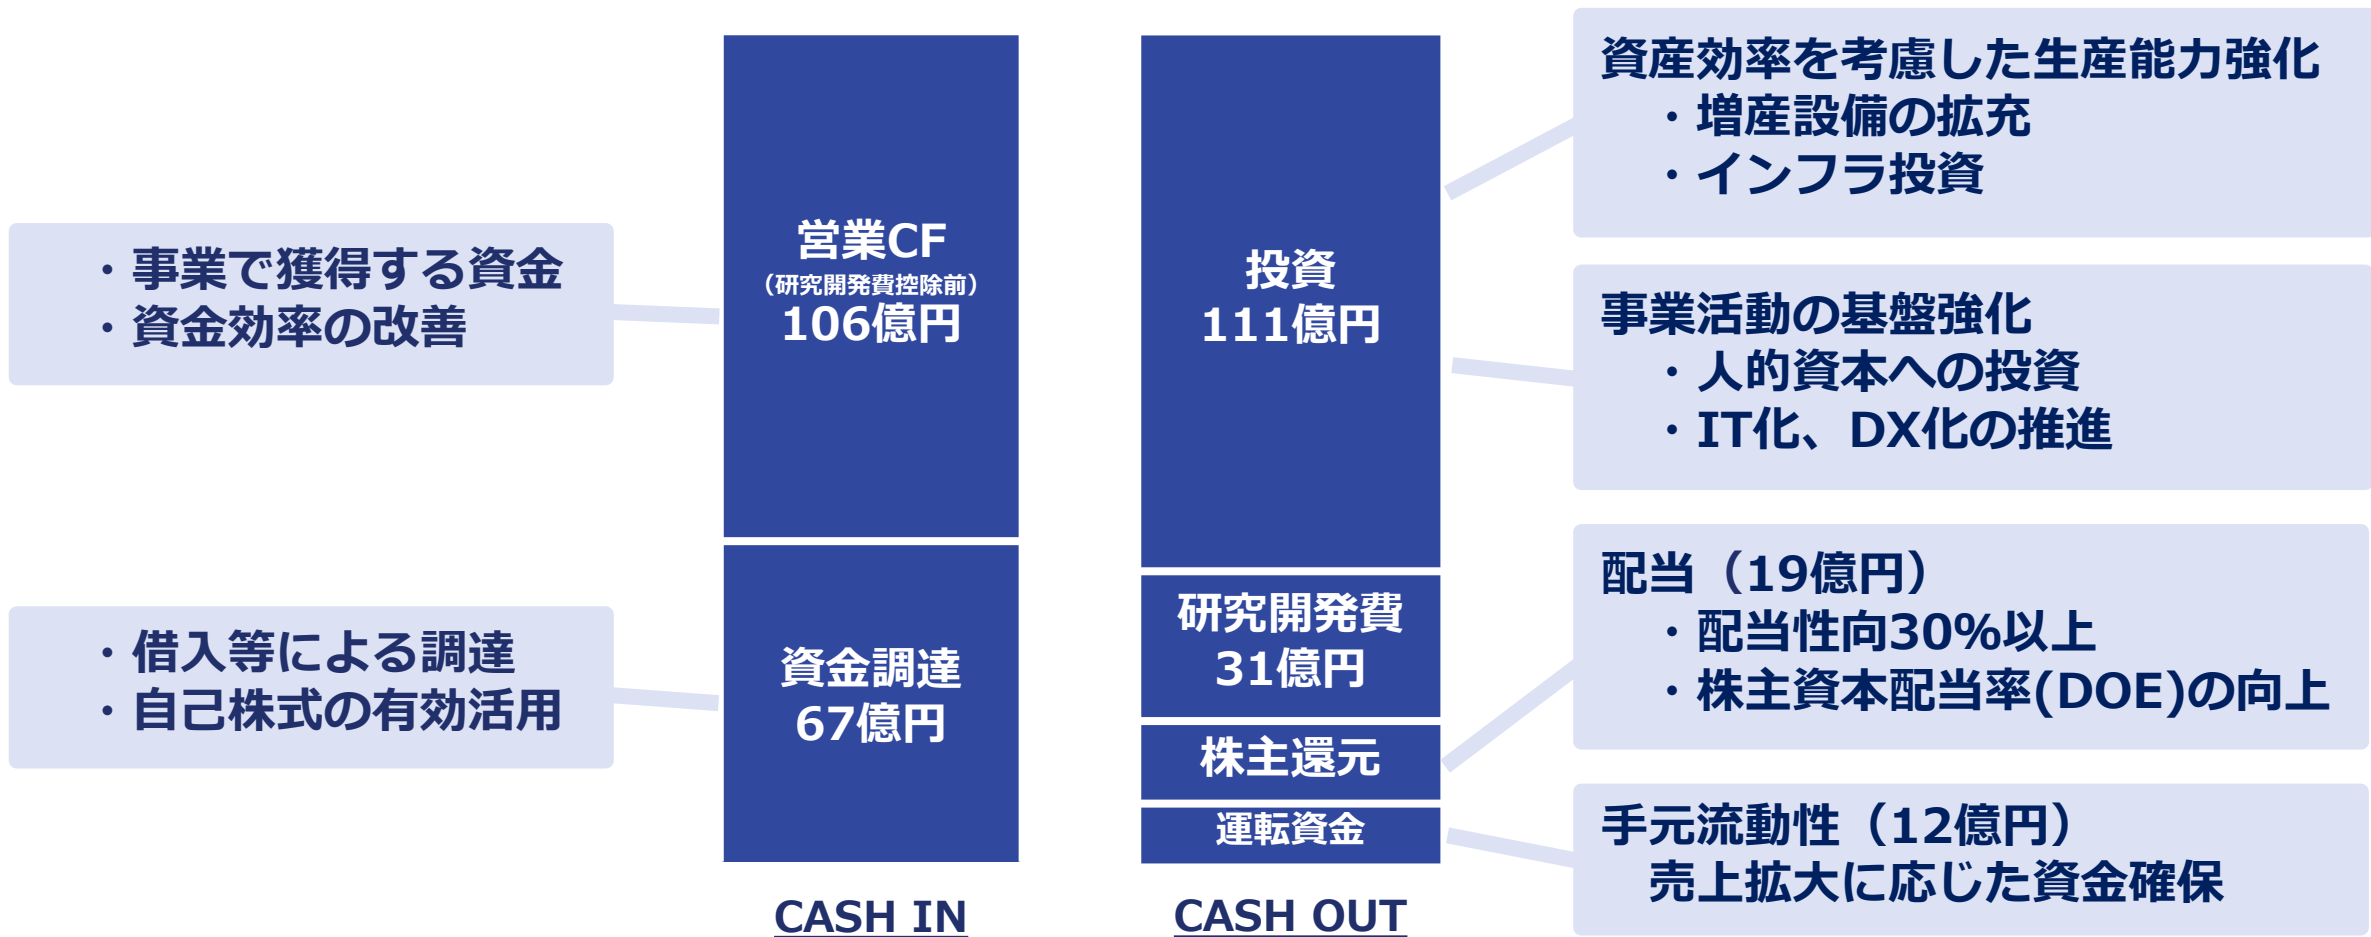 ・事業で獲得する資金
・資金効率の改善
・借入等による調達
・自己株式の有効活用
営業CF
（研究開発費控除前）
106億円
資金調達
67億円
CASH IN
投資
111億円
研究開発費
31億円
株主還元
運転資金
CASH OUT
資産効率を考慮した生産能力強化
・増産設備の拡充
・インフラ投資
事業活動の基盤強化
・人的資本への投資
・IT化、DX化の推進
配当（19億円）
・配当性向30%以上
・株主資本配当率(DOE)の向上
手元流動性（12億円）
売上拡大に応じた資金確保